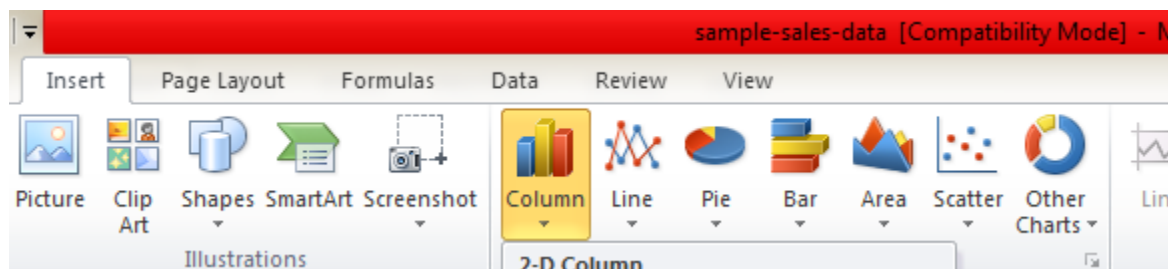 sample-sales-data [Compatibility Mode] - M
Insert Page Layout Formulas Data Review View
Picture Clip Art Shapes SmartArt Screenshot Column Line Pie Bar Area Scatter Other Charts Lin
Illustrations
2-D Column